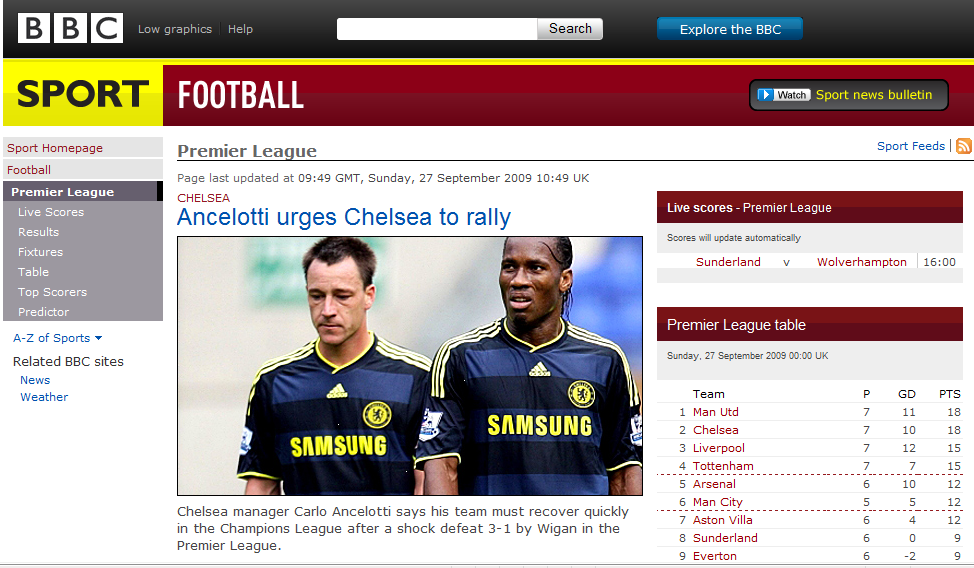 BBC
Low graphics
Help
Search
Explore the BBC
SPORT
FOOTBALL
Watch Sport news bulletin
Sport Homepage
Football
Premier League
Live Scores
Results
Fixtures
Table
Top Scorers
Predictor
A-Z of Sports
Related BBC sites
News
Weather
Premier League
Sport Feeds
Page last updated at 09:49 GMT, Sunday, 27 September 2009 10:49 UK
CHELSEA
Ancelotti urges Chelsea to rally
adidas
adidas
SAMSUNG
SAMSUNG
Chelsea manager Carlo Ancelotti says his team must recover quickly
in the Champions League after a shock defeat 3-1 by Wigan in the
Premier League.
Live scores - Premier League
Scores will update automatically
Sunderland v Wolverhampton 16:00
Premier League table
Sunday, 27 September 2009 00:00 UK
Team P GD PTS
1 Man Utd 7 11 18
2 Chelsea 7 10 18
3 Liverpool 7 12 15
4 Tottenham 7 7 15
5 Arsenal 6 10 12
6 Man City 5 5 12
7 Aston Villa 6 4 12
8 Sunderland 6 0 9
9 Everton 6 -2 9